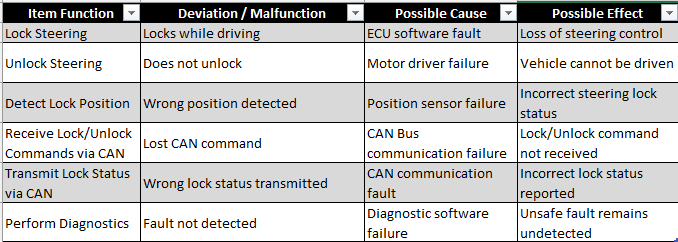 Item Function Deviation / Malfunction Possible Cause Possible Effect
Lock Steering Locks while driving ECU software fault Loss of steering control
Unlock Steering Does not unlock Motor driver failure Vehicle cannot be driven
Detect Lock Position Wrong position detected Position sensor failure Incorrect steering lock
status
Receive Lock/Unlock
Commands via CAN Lost CAN command CAN Bus
communication failure Lock/Unlock command
not received
Transmit Lock Status
via CAN Wrong lock status transmitted CAN communication
fault Incorrect lock status
reported
Perform Diagnostics Fault not detected Diagnostic software
failure Unsafe fault remains
undetected